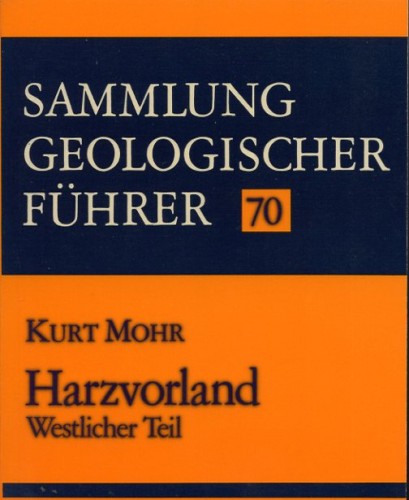 SAMMLUNG
GEOLOGISCHER
FÜHRER 70
KURT MOHR
Harzvorland
Westlicher Teil